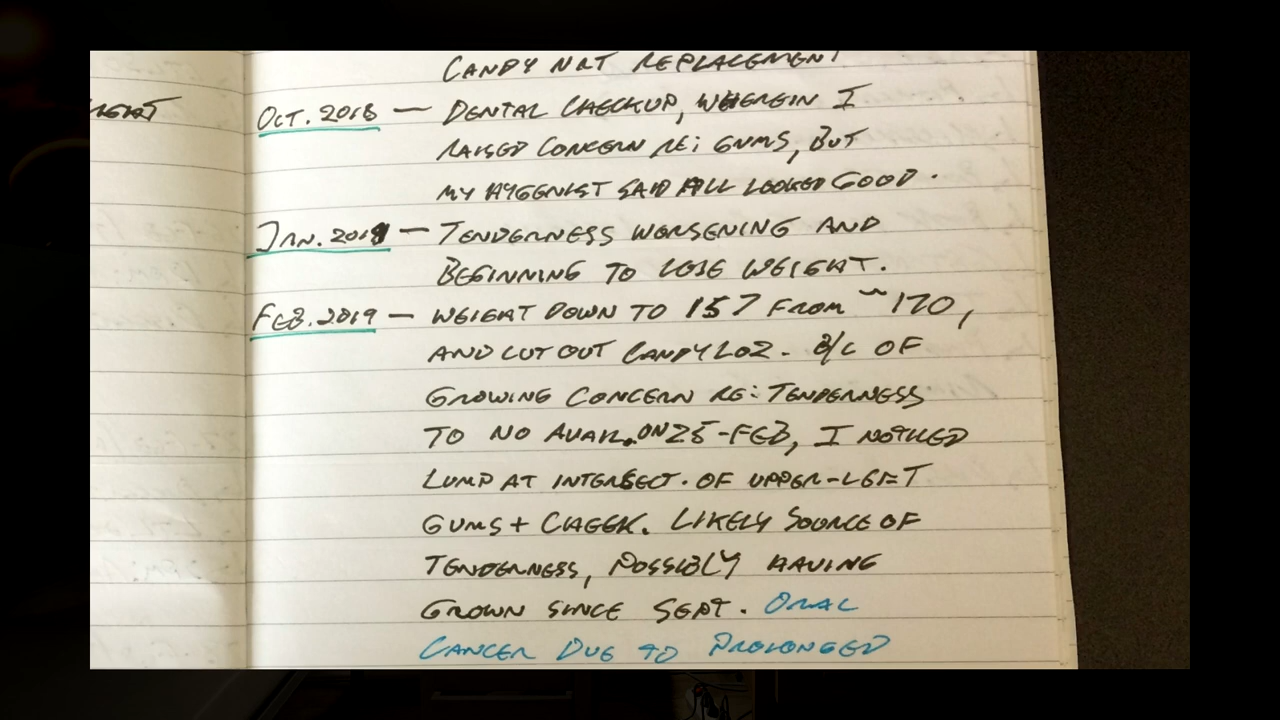 CANDY NRT REPLACEMENT
OCT. 2018 — DENTAL CHECKUP, WHEREIN I
RAISED CONCERN RE: GUMS, BUT
MY HYGENIST SAID ALL LOOKED GOOD.
JAN. 2019 — TENDERNESS WORSENING AND
BEGINNING TO LOSE WEIGHT.
FEB. 2019 — WEIGHT DOWN TO 157 FROM ~170,
AND CUT OUT CANDY LOZ. B/C OF
GROWING CONCERN RE: TENDERNESS
TO NO AVAIL. ON 25-FEB, I NOTICED
LUMP AT INTERSECT. OF UPPER-LEFT
GUMS + CHEEK. LIKELY SOURCE OF
TENDERNESS, POSSIBLY HAVING
GROWN SINCE SEPT. ORAL
CANCER DUE TO PROLONGED